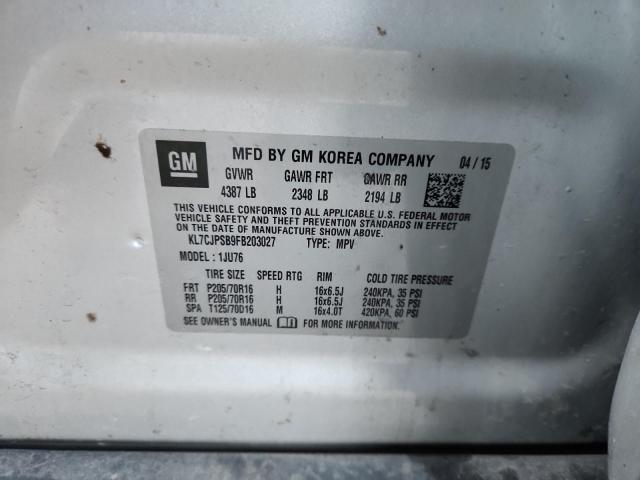 GM MFD BY GM KOREA COMPANY 04/15
GVWR GAWR FRT GAWR RR
4387 LB 2348 LB 2194 LB
THIS VEHICLE CONFORMS TO ALL APPLICABLE U.S. FEDERAL MOTOR
VEHICLE SAFETY AND THEFT PREVENTION STANDARDS IN EFFECT
ON THE DATE OF MANUFACTURE SHOWN ABOVE.
KL7CJPSB9FB203027 TYPE: MPV
MODEL: 1JU76
TIRE SIZE SPEED RTG RIM COLD TIRE PRESSURE
FRT P205/70R16 H 16x6.5J 240KPA, 35 PSI
RR P205/70R16 H 16x6.5J 240KPA, 35 PSI
SPA T125/70D16 M 16x4.0T 420KPA, 60 PSI
SEE OWNER'S MANUAL FOR MORE INFORMATION.